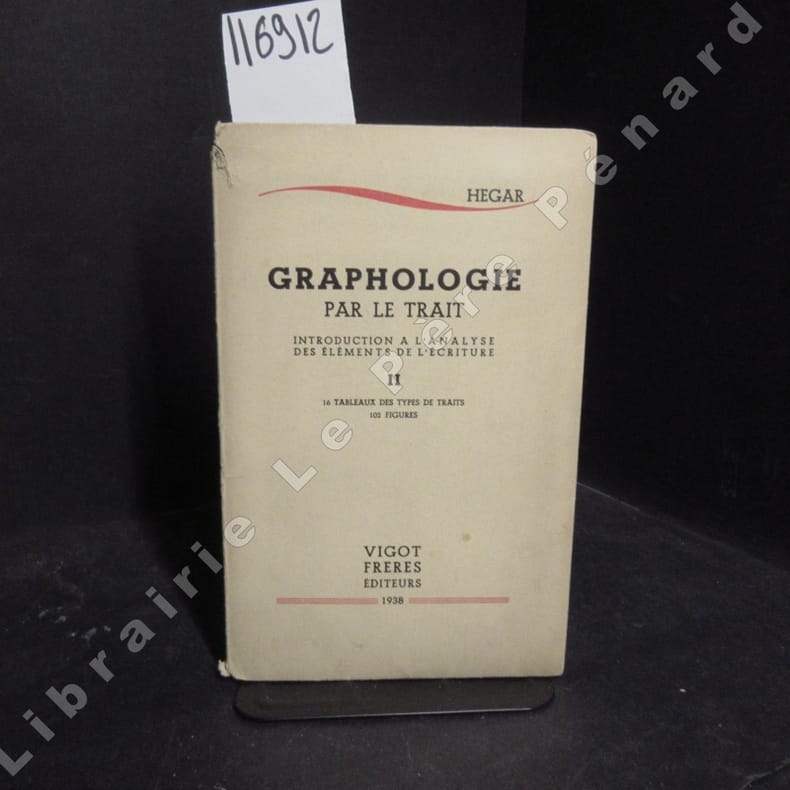 116912
HEGAR
GRAPHOLOGIE
PAR LE TRAIT
INTRODUCTION A L'ANALYSE
DES ÉLÉMENTS DE L'ÉCRITURE
II
16 TABLEAUX DES TYPES DE TRAITS
102 FIGURES
VIGOT
FRERES
ÉDITEURS
1938
Librairie Le Père Pénard